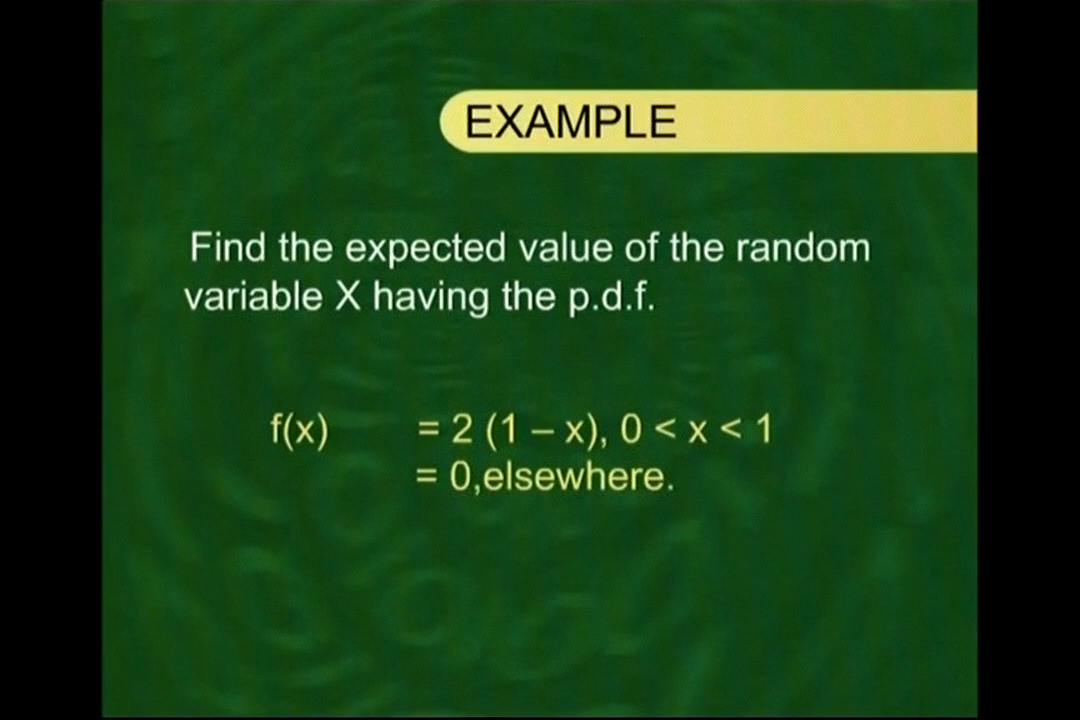 EXAMPLE
Find the expected value of the random
variable X having the p.d.f.
f(x) = 2 (1 – x), 0 < x < 1
= 0,elsewhere.